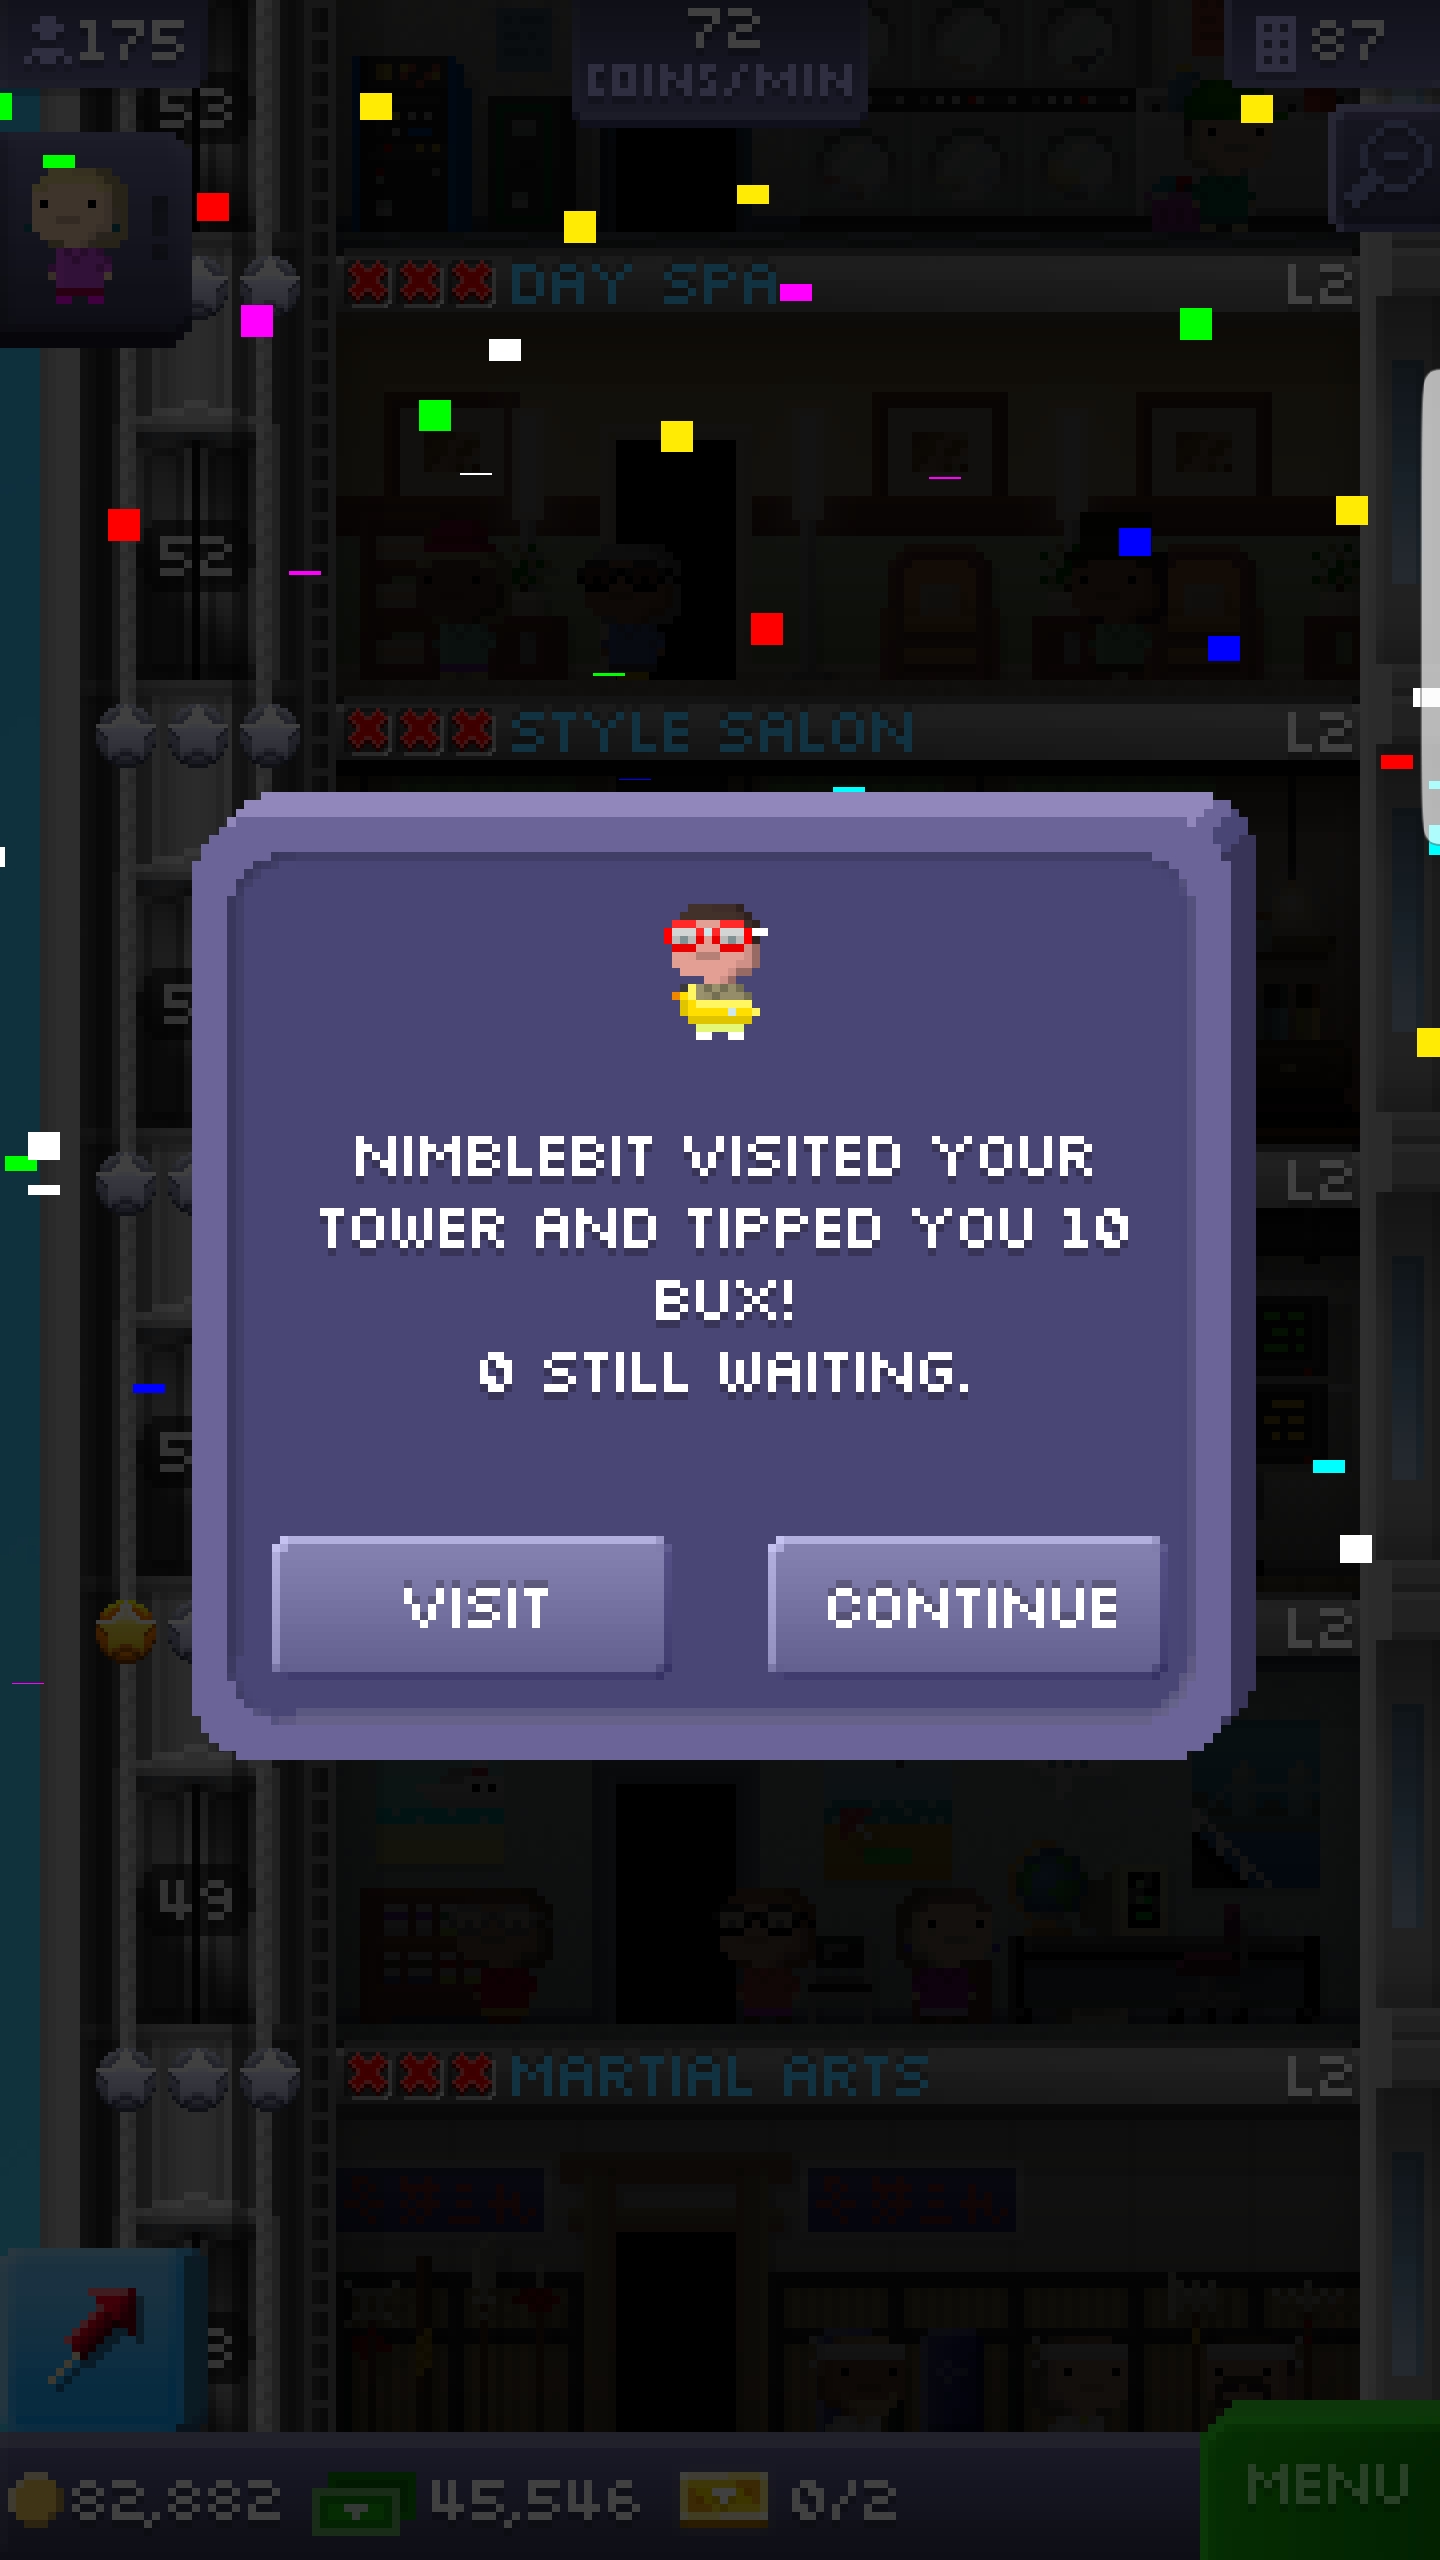 175
72
COINS/MIN
87
53
DAY SPA L2
52
STYLE SALON L2
5
L2
NIMBLEBIT VISITED YOUR
TOWER AND TIPPED YOU 10
BUX!
0 STILL WAITING.
5
VISIT
CONTINUE
L2
49
MARTIAL ARTS L2
82,882
45,546
0/2
MENU